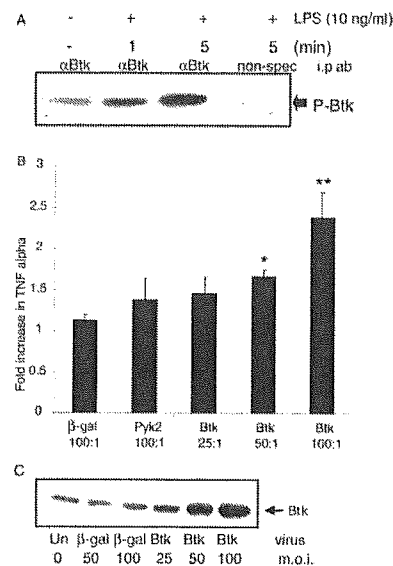 A - + + + LPS (10 ng/ml)
- 1 5 5 (min)
αBtk αBtk αBtk non-spec i.p ab
P-Btk
B
Fold increase in TNF alpha
3
2.5
2
1.5
1
0.5
0
* **
β-gal Pyk2 Btk Btk Btk
100:1 100:1 25:1 50:1 100:1
C
Btk
Un β-gal β-gal Btk Btk Btk virus
0 50 100 25 50 100 m.o.i.